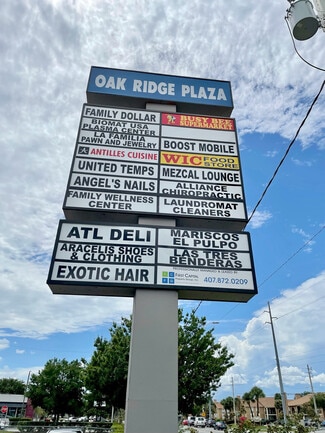 OAK RIDGE PLAZA
FAMILY DOLLAR
BIOMAT USA
PLASMA CENTER
LA FAMILIA
PAWN AND JEWELRY
ANTILLES CUISINE
UNITED TEMPS
ANGEL'S NAILS
FAMILY WELLNESS
CENTER
BUSY BEE
SUPERMARKET
BOOST MOBILE
WIC FOOD
STORE
MEZCAL LOUNGE
ALLIANCE
CHIROPRACTIC
LAUNDROMAT
CLEANERS
ATL DELI
ARACELIS SHOES
& CLOTHING
EXOTIC HAIR
MARISCOS
EL PULPO
LAS TRES
BENDERAS
FIRST CAPITAL
407.872.0209